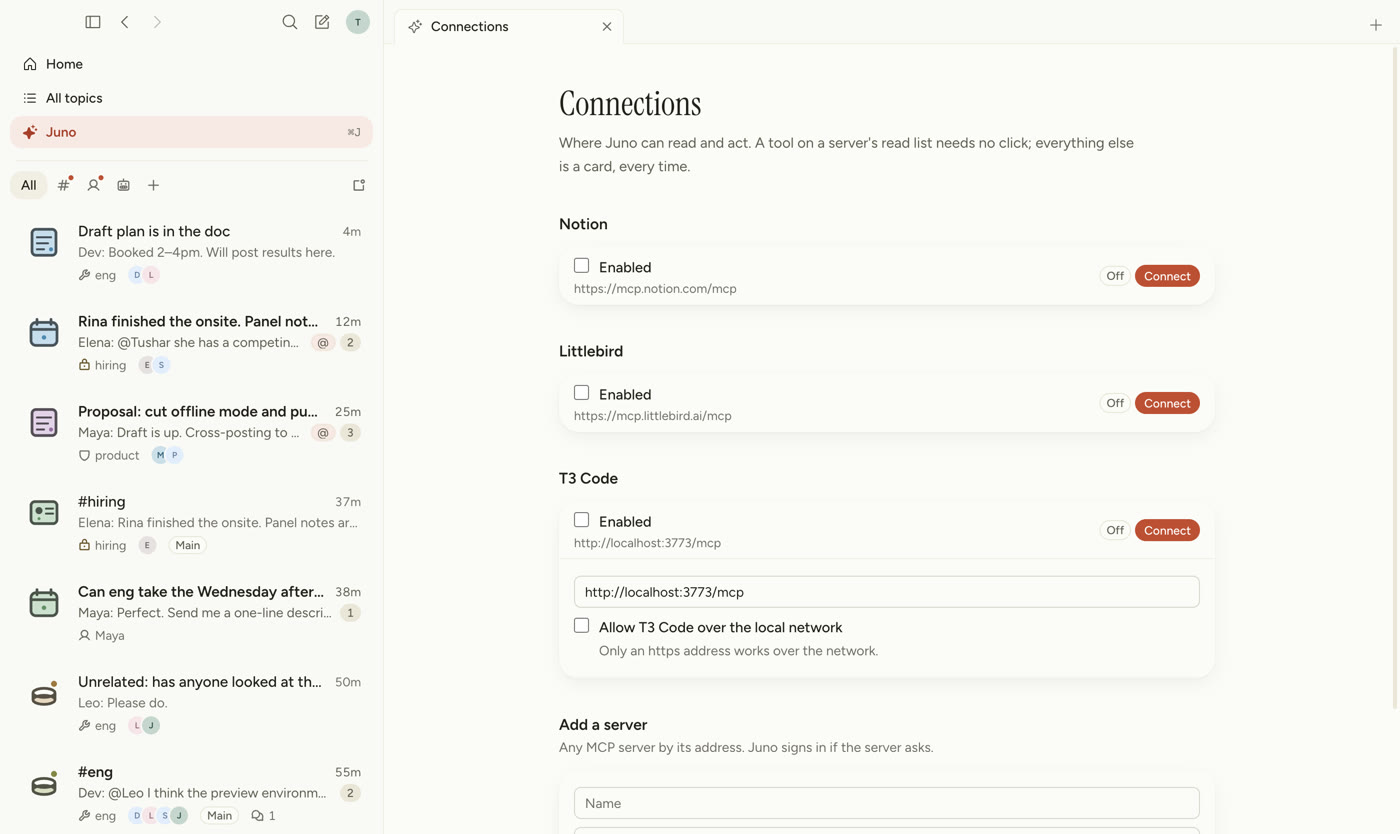 T
Connections
Home
All topics
Juno
⌘J
All
Draft plan is in the doc
4m
Dev: Booked 2–4pm. Will post results here.
eng
D
L
Rina finished the onsite. Panel not...
12m
Elena: @Tushar she has a competin...
@
2
hiring
E
S
Proposal: cut offline mode and pu...
25m
Maya: Draft is up. Cross-posting to ...
@
3
product
M
P
#hiring
37m
Elena: Rina finished the onsite. Panel notes ar...
hiring
E
Main
Can eng take the Wednesday after...
38m
Maya: Perfect. Send me a one-line descri...
1
Maya
Unrelated: has anyone looked at th...
50m
Leo: Please do.
eng
L
J
#eng
55m
Dev: @Leo I think the preview environm...
2
eng
D
L
S
J
Main
1
Connections
Where Juno can read and act. A tool on a server's read list needs no click; everything else
is a card, every time.
Notion
Enabled
https://mcp.notion.com/mcp
Off
Connect
Littlebird
Enabled
https://mcp.littlebird.ai/mcp
Off
Connect
T3 Code
Enabled
http://localhost:3773/mcp
Off
Connect
http://localhost:3773/mcp
Allow T3 Code over the local network
Only an https address works over the network.
Add a server
Any MCP server by its address. Juno signs in if the server asks.
Name